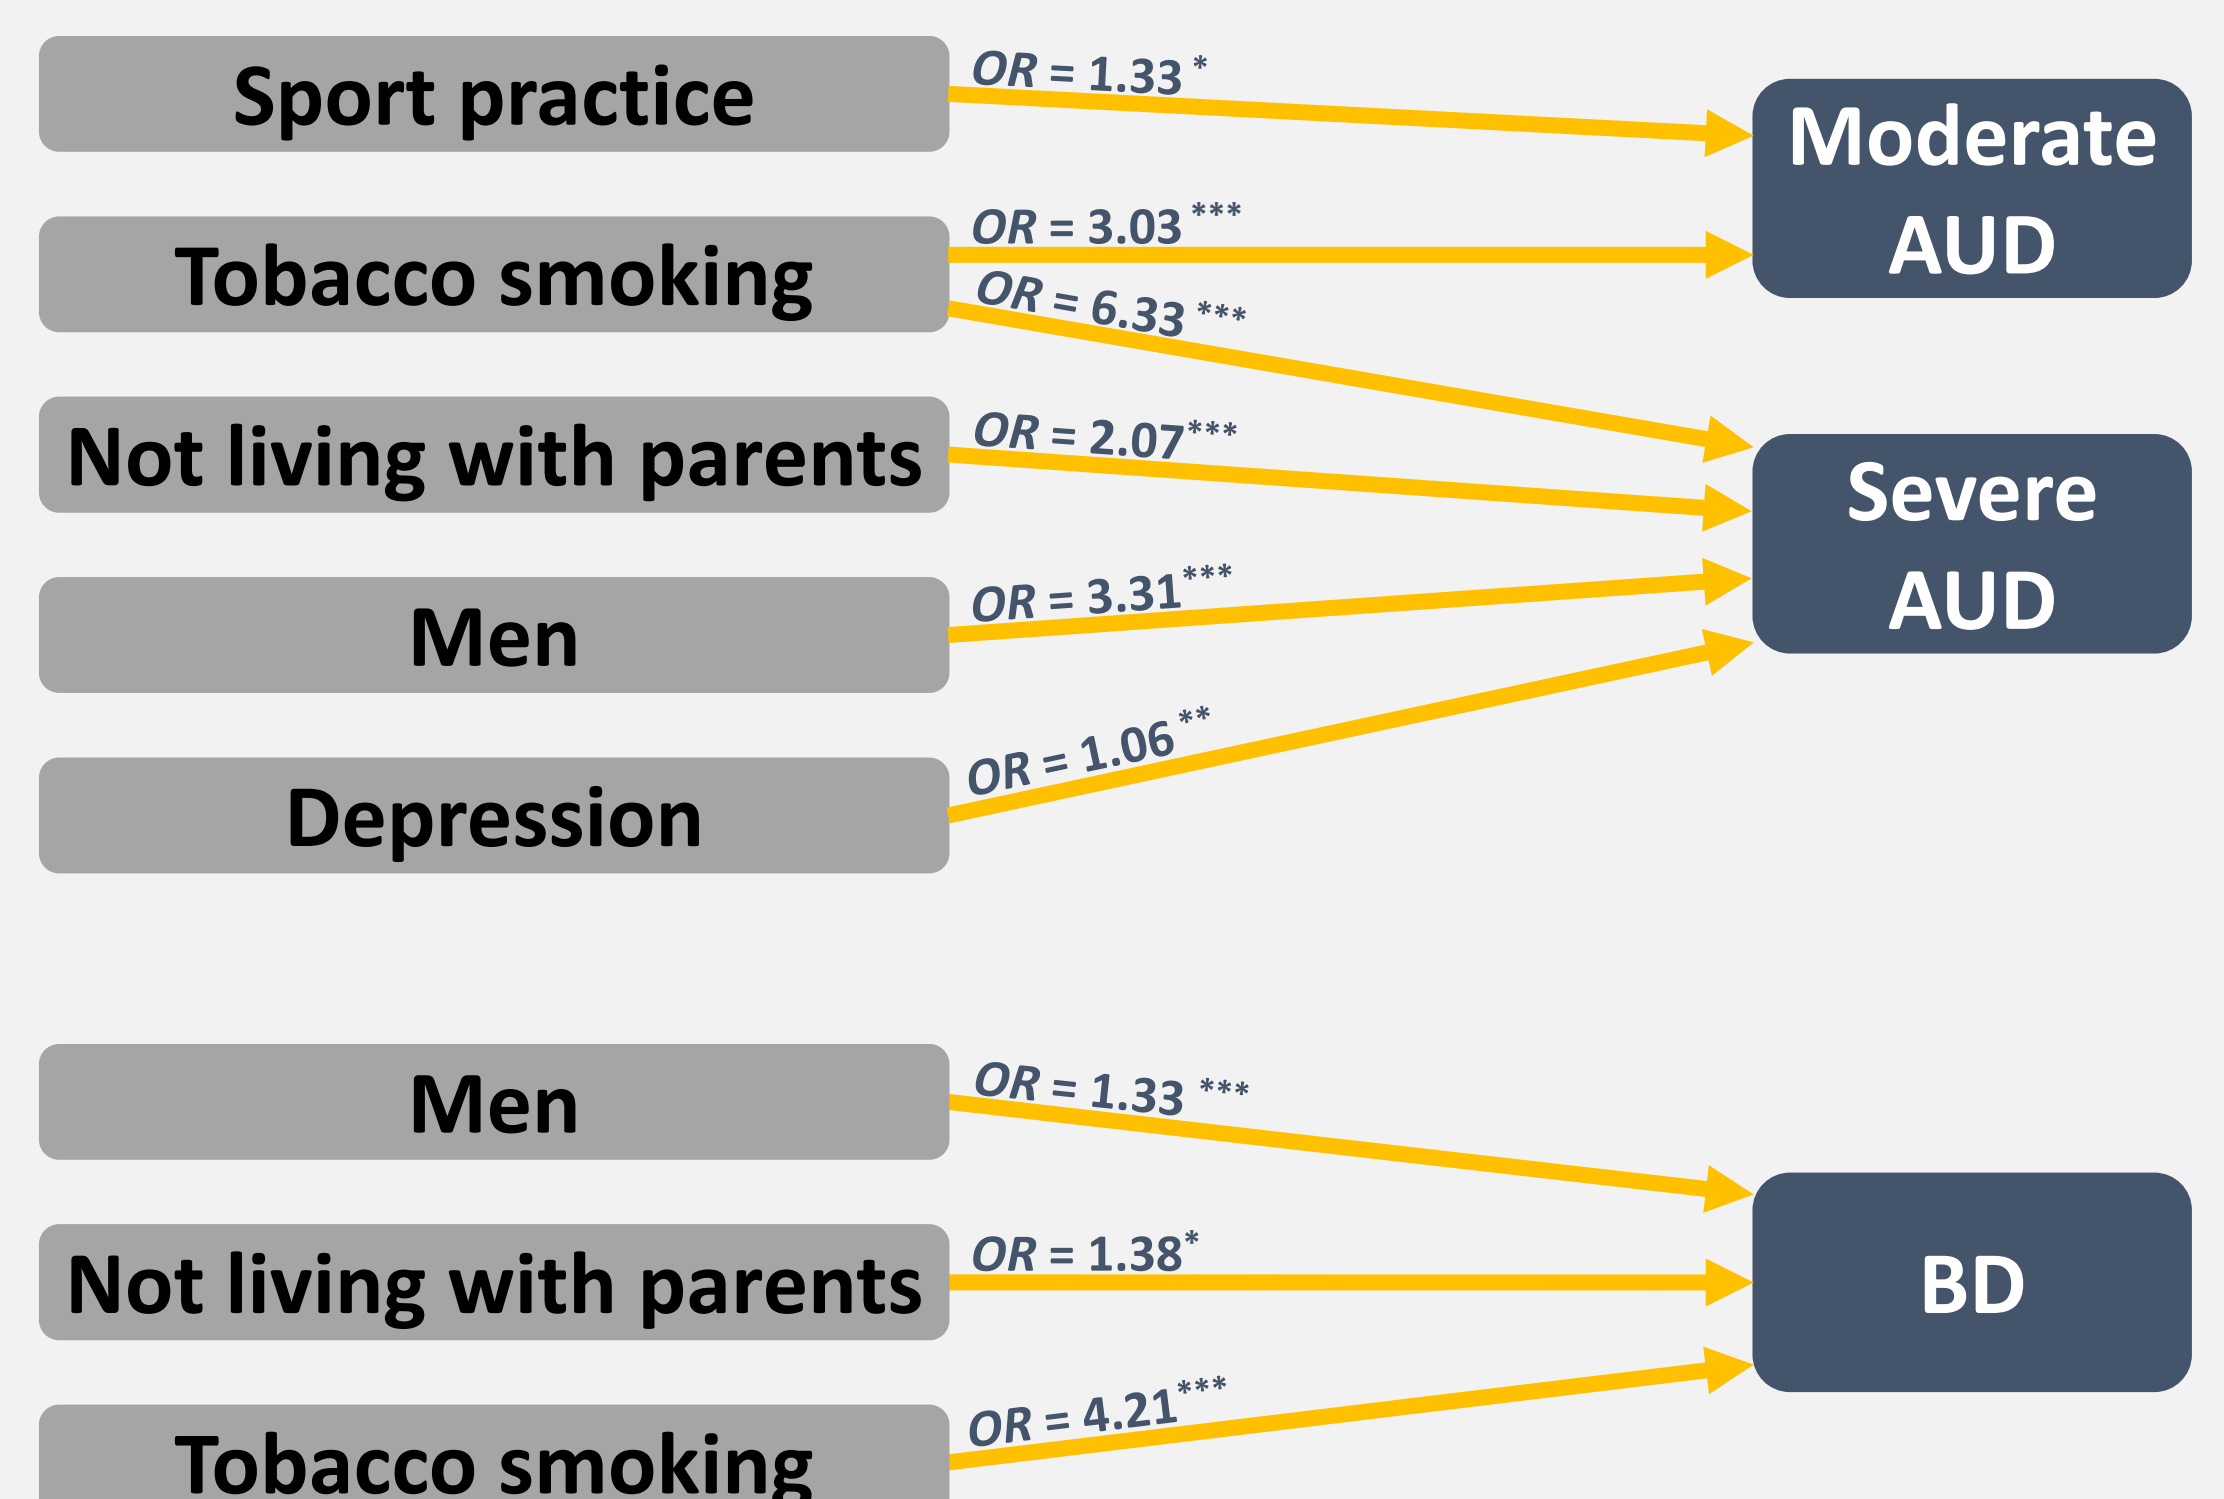 Sport practice
OR = 1.33 *
Moderate
AUD
Tobacco smoking
OR = 3.03 ***
OR = 6.33 ***
Not living with parents
OR = 2.07***
Severe
AUD
Men
OR = 3.31***
Depression
OR = 1.06 **
Men
OR = 1.33 ***
Not living with parents
OR = 1.38*
BD
Tobacco smoking
OR = 4.21***